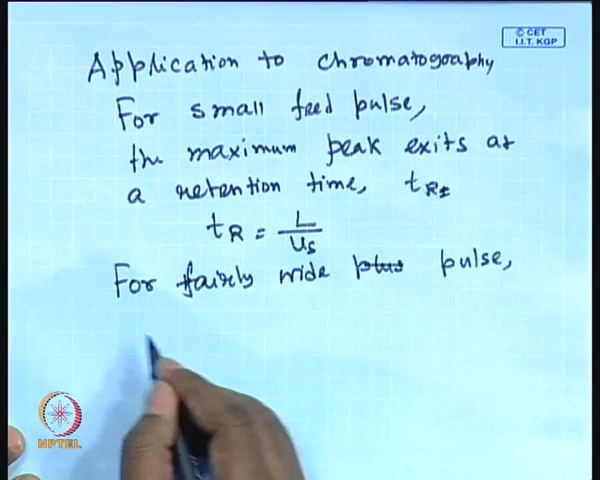 © CET
I.I.T. KGP
Application to chromatography
For small feed pulse,
the maximum peak exits at
a retention time, tR
tR = L / us
For fairly wide pulse,
NPTEL